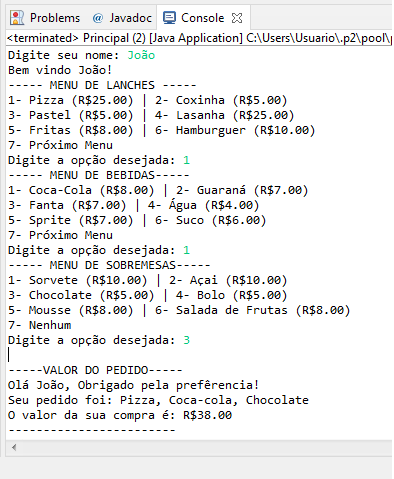 Problems @ Javadoc Console
<terminated> Principal (2) [Java Application] C:\Users\Usuario\.p2\pool\
Digite seu nome: João
Bem vindo João!
----- MENU DE LANCHES -----
1- Pizza (R$25.00) | 2- Coxinha (R$5.00)
3- Pastel (R$5.00) | 4- Lasanha (R$25.00)
5- Fritas (R$8.00) | 6- Hamburguer (R$10.00)
7- Próximo Menu
Digite a opção desejada: 1
----- MENU DE BEBIDAS-----
1- Coca-Cola (R$8.00) | 2- Guaraná (R$7.00)
3- Fanta (R$7.00) | 4- Água (R$4.00)
5- Sprite (R$7.00) | 6- Suco (R$6.00)
7- Próximo Menu
Digite a opção desejada: 1
----- MENU DE SOBREMESAS-----
1- Sorvete (R$10.00) | 2- Açai (R$10.00)
3- Chocolate (R$5.00) | 4- Bolo (R$5.00)
5- Mousse (R$8.00) | 6- Salada de Frutas (R$8.00)
7- Nenhum
Digite a opção desejada: 3
-----VALOR DO PEDIDO-----
Olá João, Obrigado pela prefêrencia!
Seu pedido foi: Pizza, Coca-cola, Chocolate
O valor da sua compra é: R$38.00
-------------------------